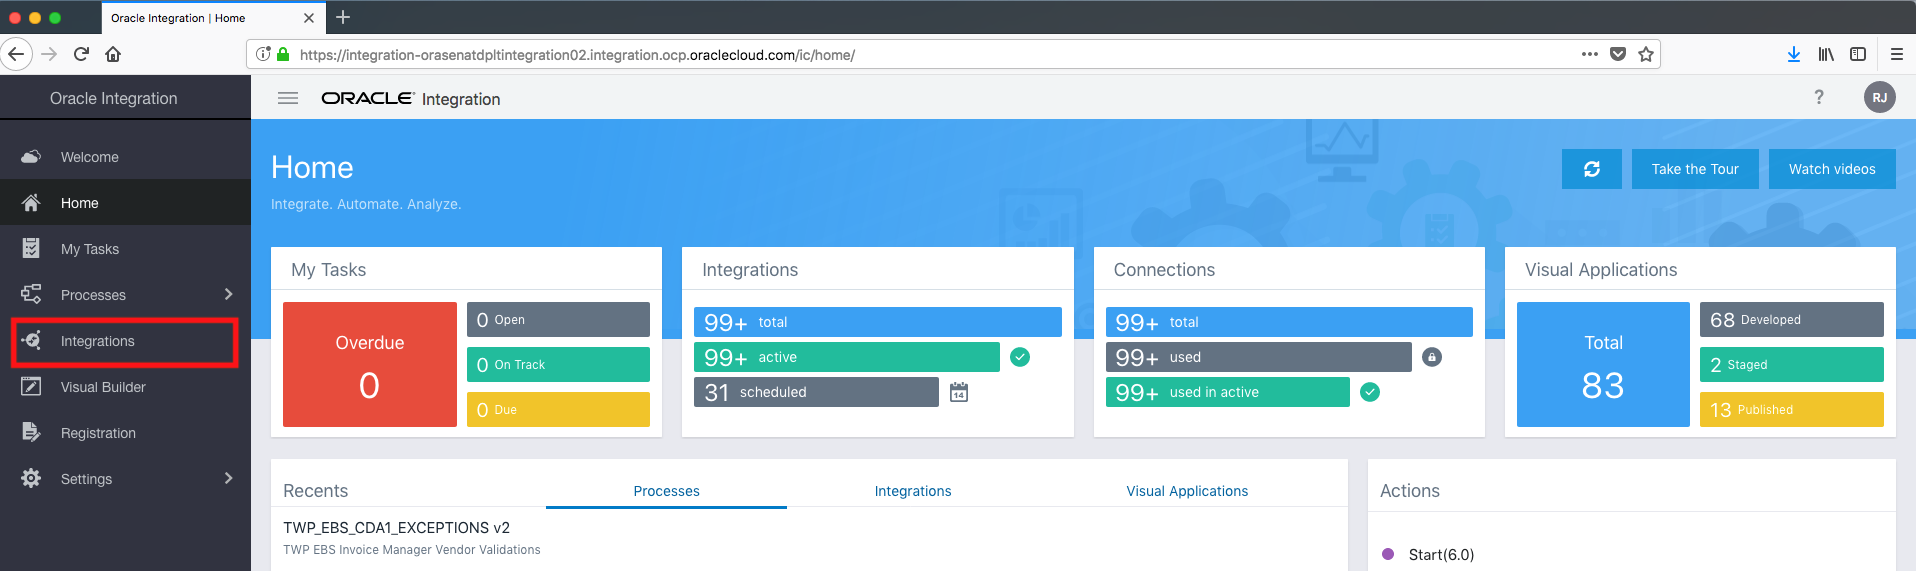 Oracle Integration | Home
https://integration-orasenatdpltintegration02.integration.ocp.oraclecloud.com/ic/home/
Oracle Integration
ORACLE Integration
?
RJ
Welcome
Home
My Tasks
Processes
Integrations
Visual Builder
Registration
Settings
Home
Integrate. Automate. Analyze.
Take the Tour
Watch videos
My Tasks
Overdue
0
0 Open
0 On Track
0 Due
Integrations
99+ total
99+ active
31 scheduled
14
Connections
99+ total
99+ used
99+ used in active
Visual Applications
Total
83
68 Developed
2 Staged
13 Published
Recents
Processes
Integrations
Visual Applications
TWP_EBS_CDA1_EXCEPTIONS v2
TWP EBS Invoice Manager Vendor Validations
Actions
Start(6.0)